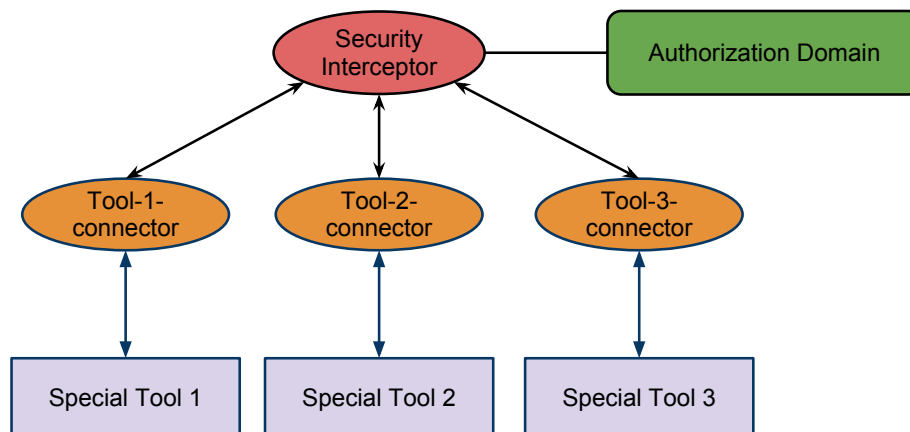 Security
Interceptor
Authorization Domain
Tool-1-
connector
Tool-2-
connector
Tool-3-
connector
Special Tool 1
Special Tool 2
Special Tool 3